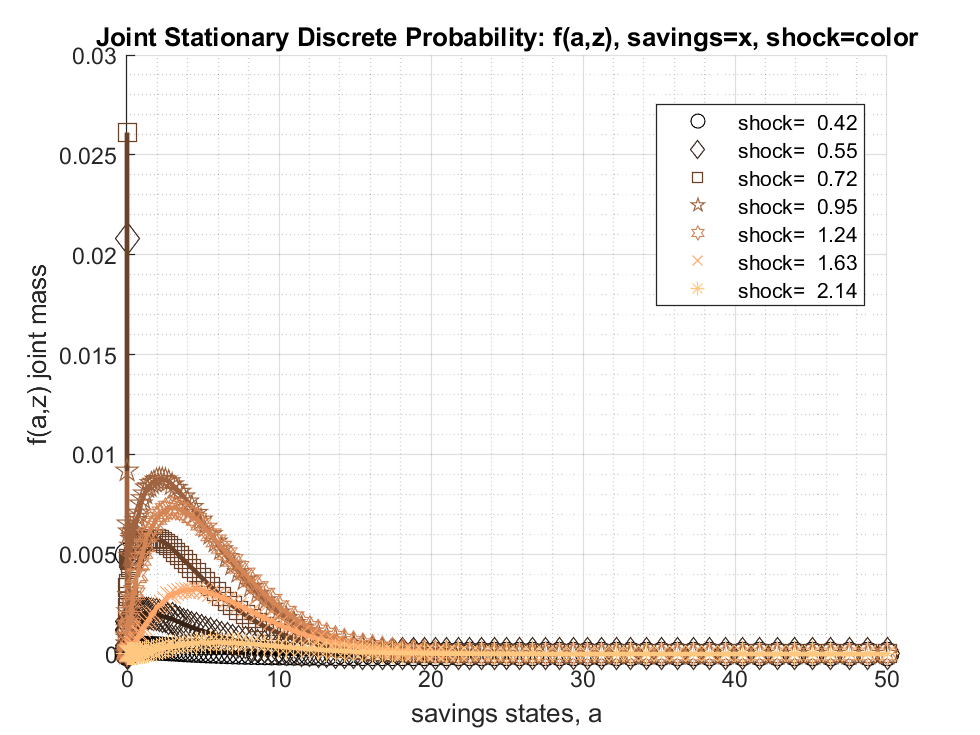 Joint Stationary Discrete Probability: f(a,z), savings=x, shock=color
0.03
0.025
0.02
0.015
0.01
0.005
0
f(a,z) joint mass
shock= 0.42
shock= 0.55
shock= 0.72
shock= 0.95
shock= 1.24
shock= 1.63
shock= 2.14
0 10 20 30 40 50
savings states, a